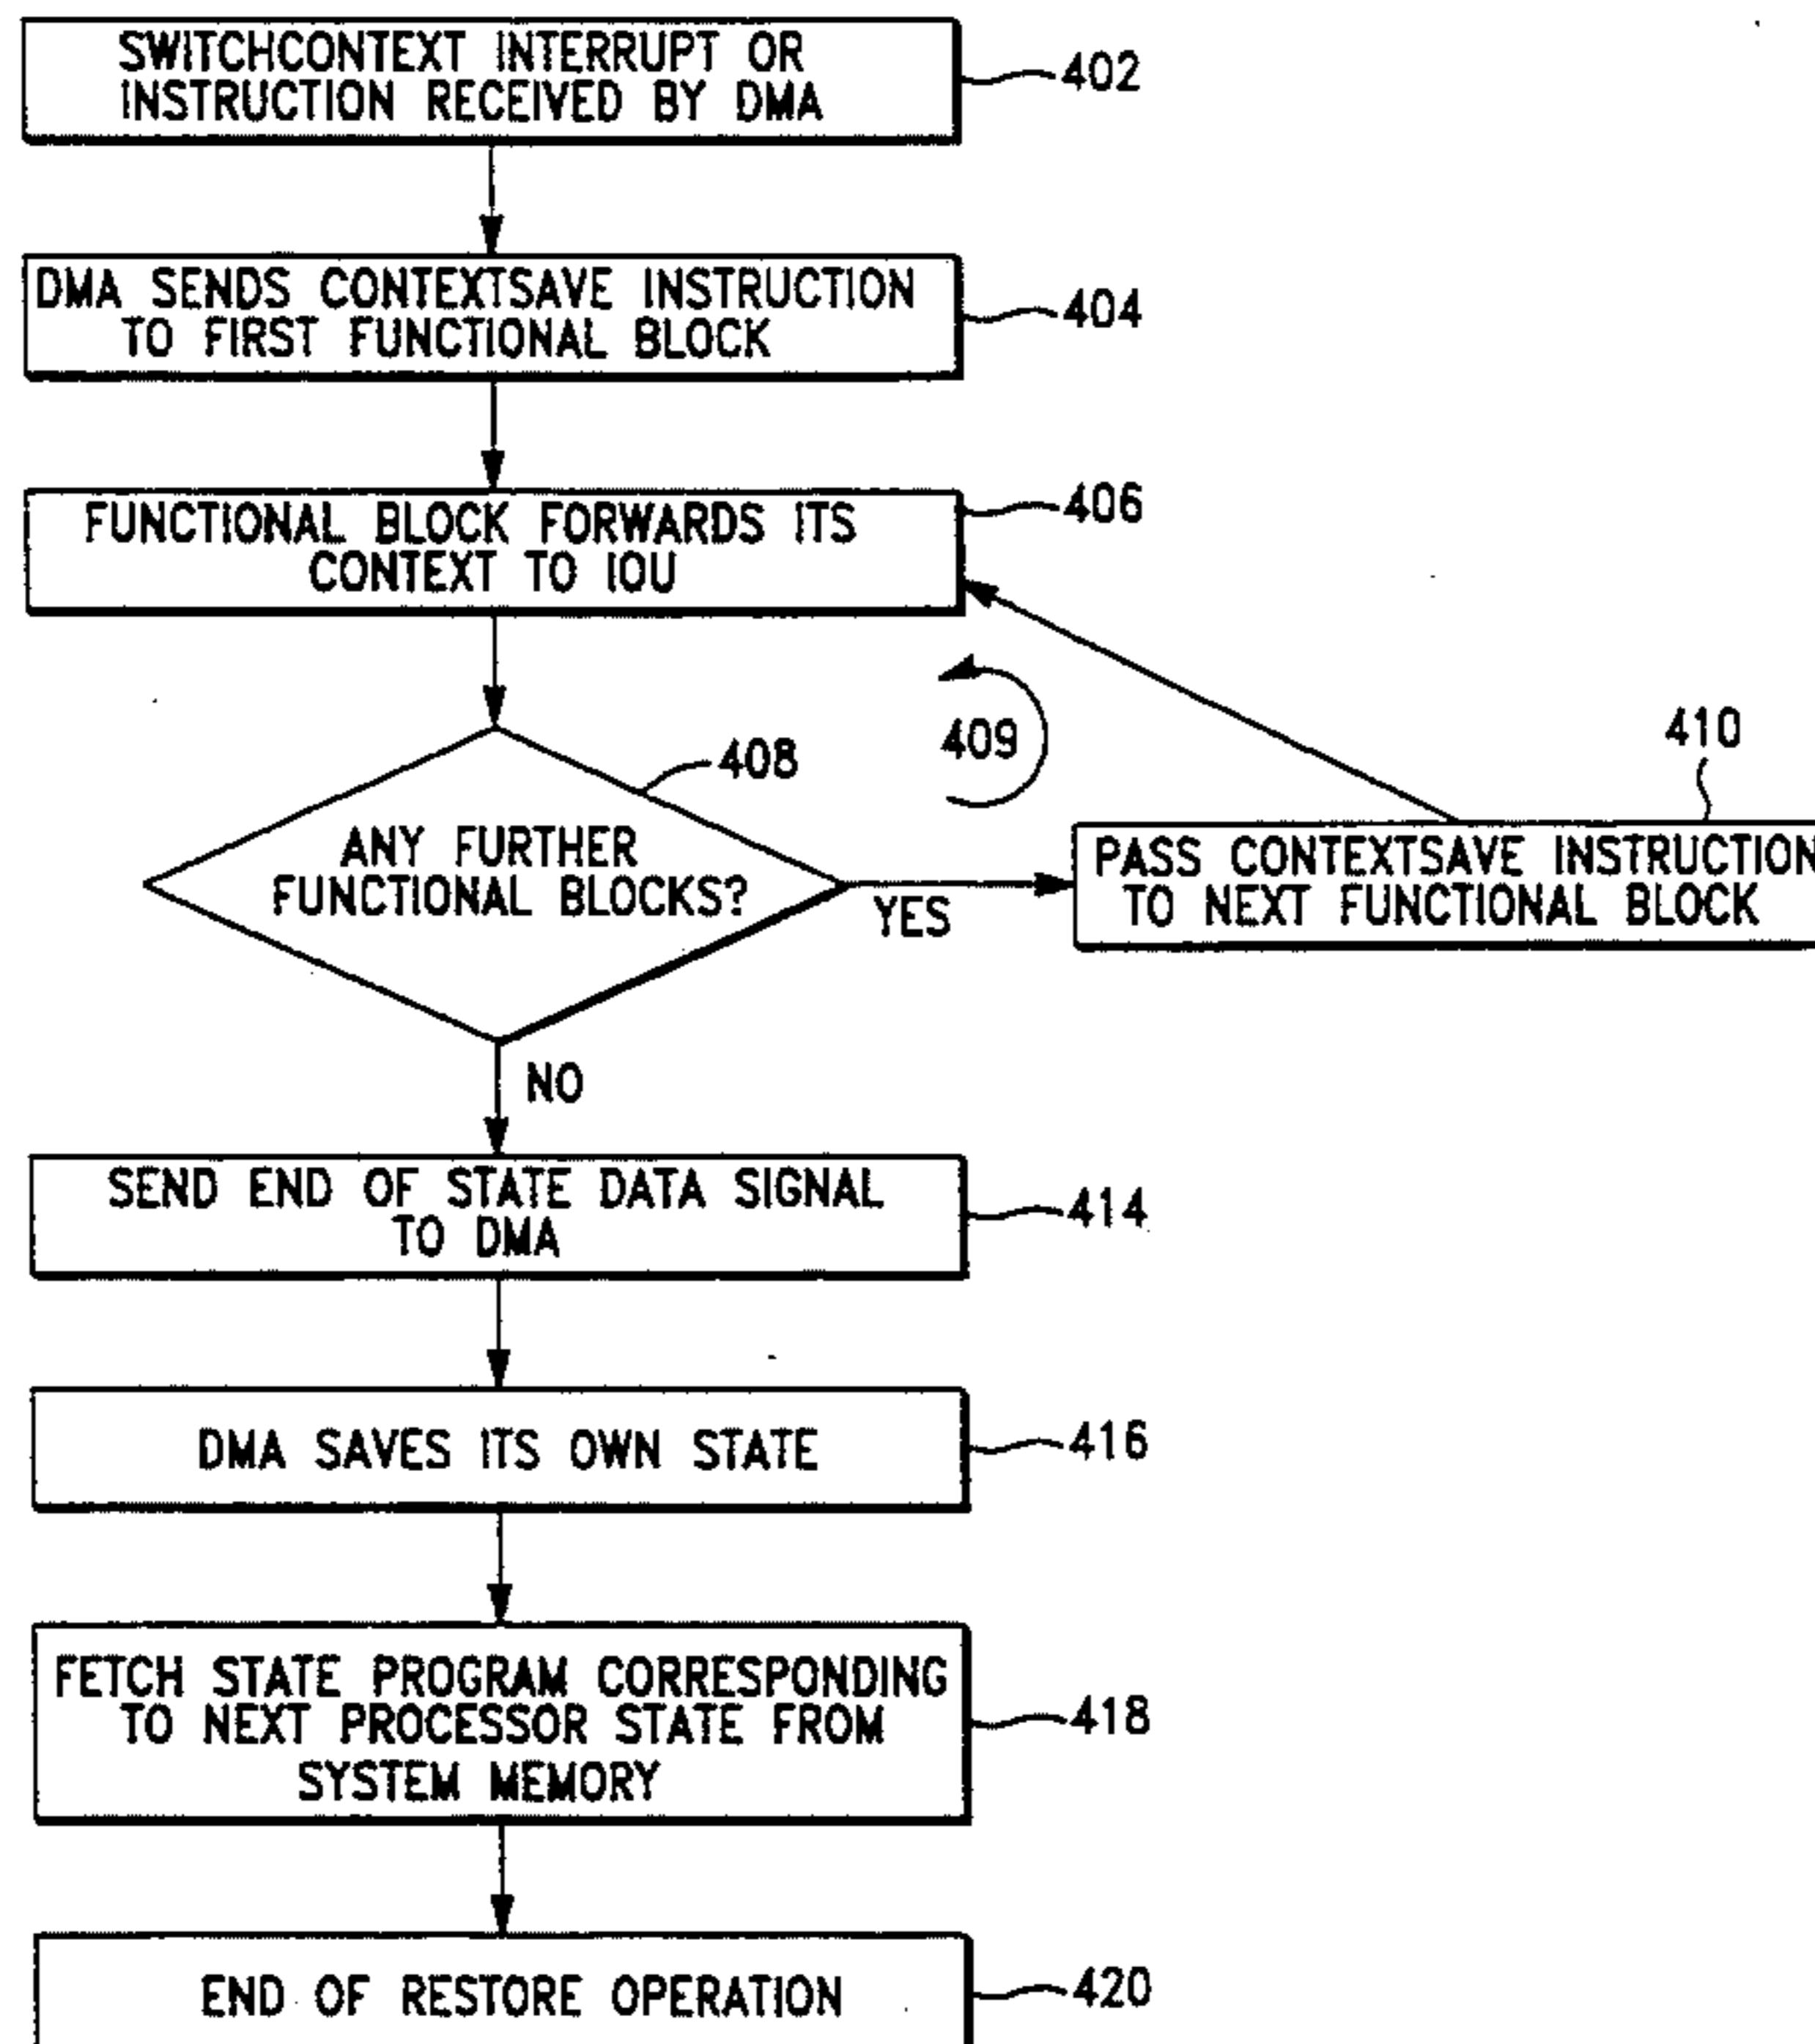 SWITCHCONTEXT INTERRUPT OR
INSTRUCTION RECEIVED BY DMA
402
DMA SENDS CONTEXTSAVE INSTRUCTION
TO FIRST FUNCTIONAL BLOCK
404
FUNCTIONAL BLOCK FORWARDS ITS
CONTEXT TO IOU
406
408
409
410
ANY FURTHER
FUNCTIONAL BLOCKS?
YES
PASS CONTEXTSAVE INSTRUCTION
TO NEXT FUNCTIONAL BLOCK
NO
SEND END OF STATE DATA SIGNAL
TO DMA
414
DMA SAVES ITS OWN STATE
416
FETCH STATE PROGRAM CORRESPONDING
TO NEXT PROCESSOR STATE FROM
SYSTEM MEMORY
418
END OF RESTORE OPERATION
420